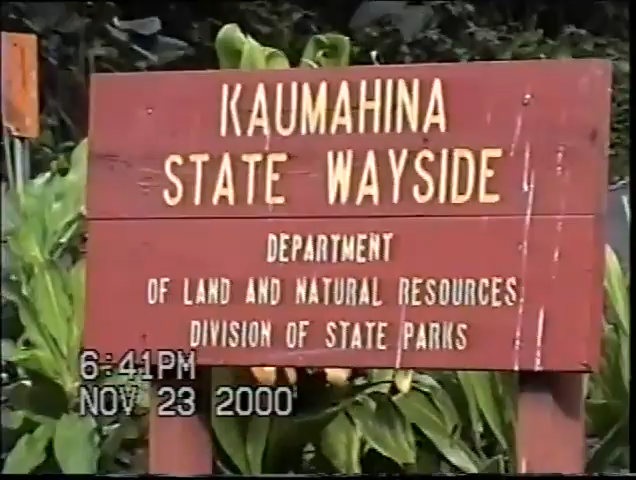 KAUMAHINA
STATE WAYSIDE
DEPARTMENT
OF LAND AND NATURAL RESOURCES
DIVISION OF STATE PARKS
6:41PM
NOV 23 2000